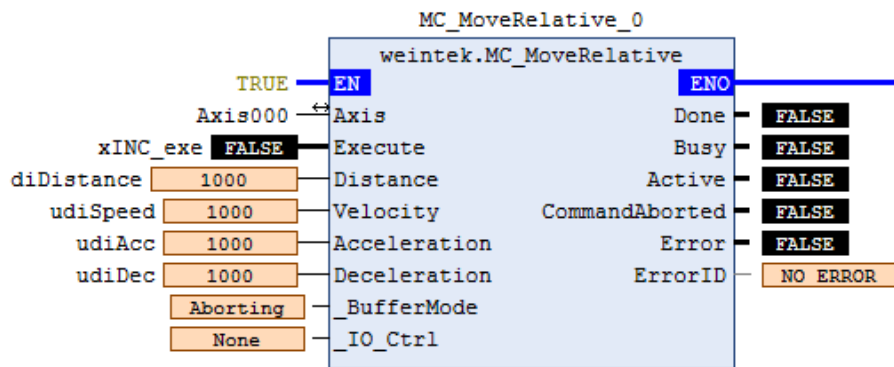 MC_MoveRelative_0
weintek.MC_MoveRelative
TRUE EN ENO
Axis000 Axis Done FALSE
xINC_exe FALSE Execute Busy FALSE
diDistance 1000 Distance Active FALSE
udiSpeed 1000 Velocity CommandAborted FALSE
udiAcc 1000 Acceleration Error FALSE
udiDec 1000 Deceleration ErrorID NO ERROR
Aborting _BufferMode
None _IO_Ctrl